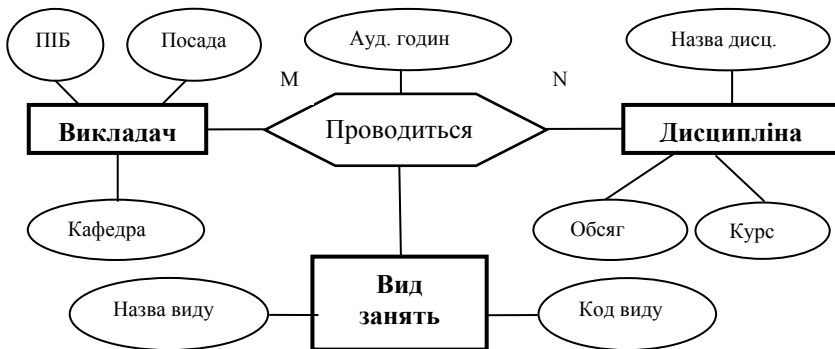 ПІБ
Посада
Ауд. годин
Назва дисц.
M
N
Викладач
Проводиться
Дисципліна
Кафедра
Обсяг
Курс
Назва виду
Вид
занять
Код виду